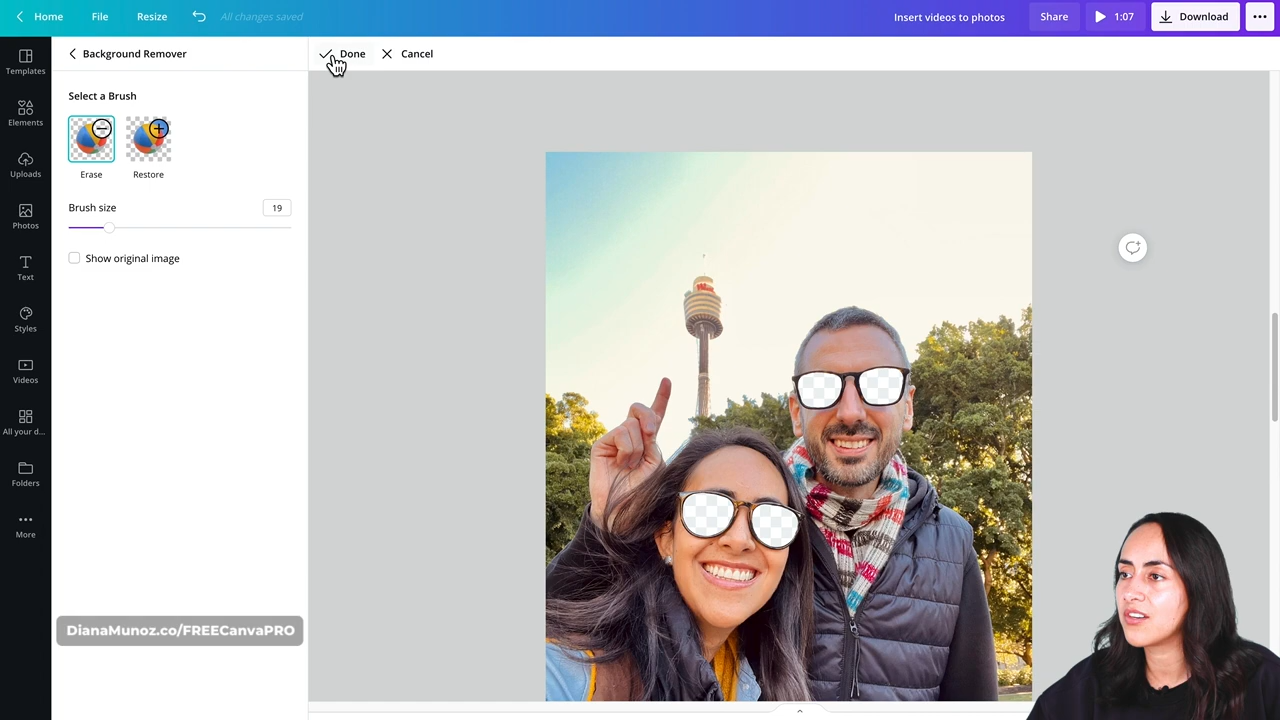 Home
File
Resize
All changes saved
Insert videos to photos
Share
1:07
Download
Templates
Elements
Uploads
Photos
Text
Styles
Videos
All your d...
Folders
More
Background Remover
Done
Cancel
Select a Brush
Erase
Restore
Brush size
19
Show original image
DianaMunoz.co/FREECanvaPRO